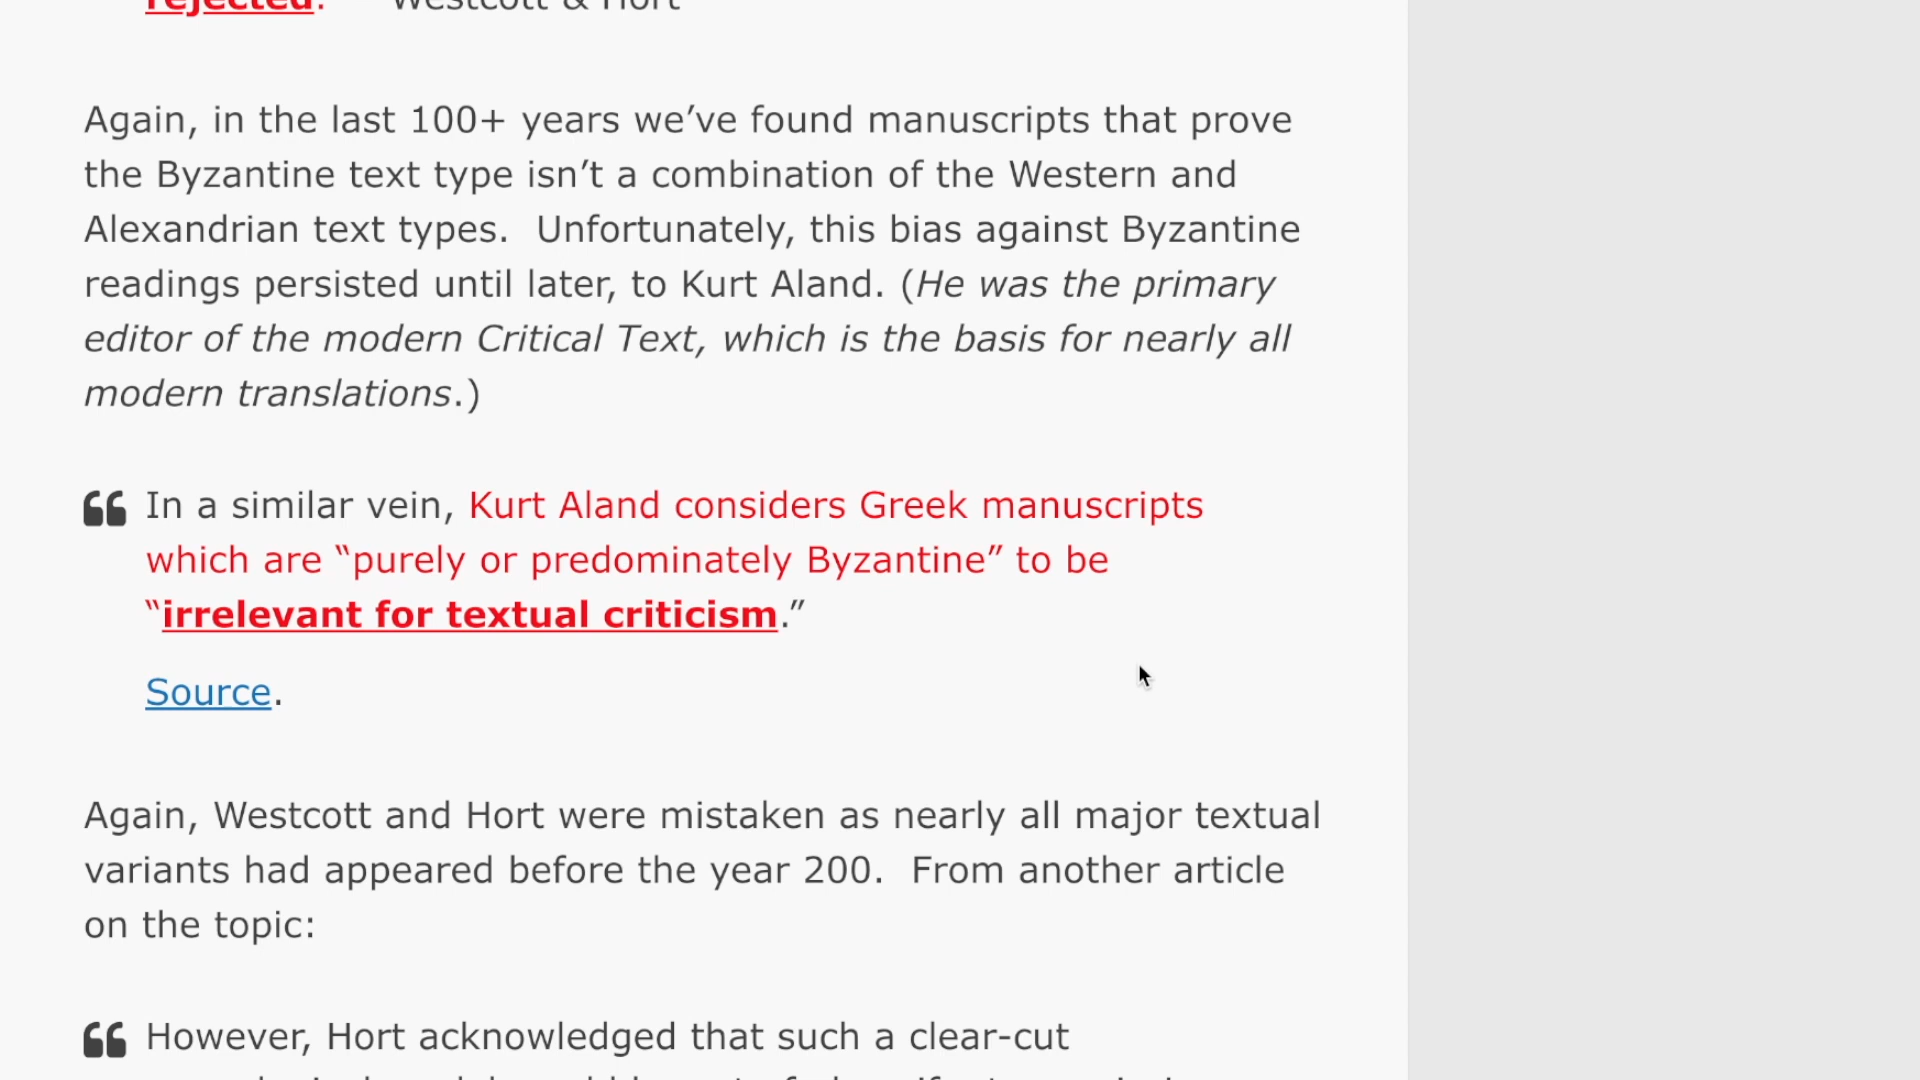 rejected.” — Westcott & Hort
Again, in the last 100+ years we’ve found manuscripts that prove
the Byzantine text type isn’t a combination of the Western and
Alexandrian text types.  Unfortunately, this bias against Byzantine
readings persisted until later, to Kurt Aland. (He was the primary
editor of the modern Critical Text, which is the basis for nearly all
modern translations.)
In a similar vein, Kurt Aland considers Greek manuscripts
which are “purely or predominately Byzantine” to be
“irrelevant for textual criticism.”
Source.
Again, Westcott and Hort were mistaken as nearly all major textual
variants had appeared before the year 200.  From another article
on the topic:
However, Hort acknowledged that such a clear-cut